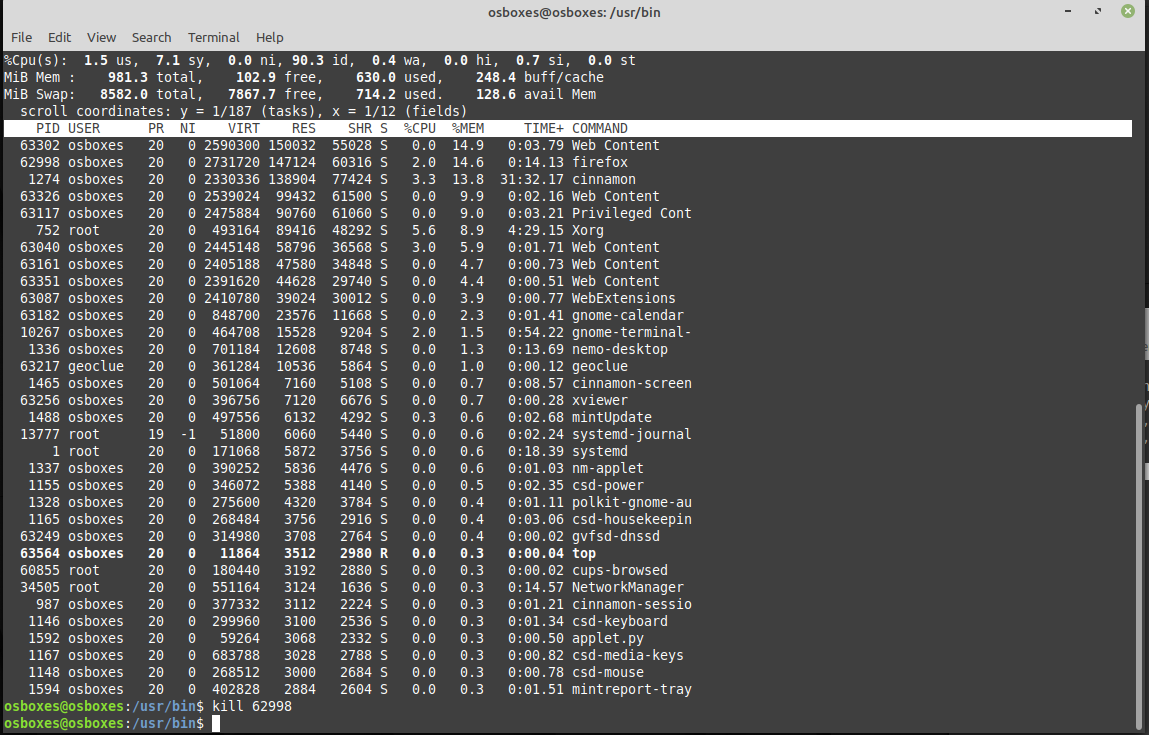 osboxes@osboxes: /usr/bin
File Edit View Search Terminal Help
%Cpu(s):  1.5 us,  7.1 sy,  0.0 ni, 90.3 id,  0.4 wa,  0.0 hi,  0.7 si,  0.0 st
MiB Mem :    981.3 total,    102.9 free,    630.0 used,    248.4 buff/cache
MiB Swap:   8582.0 total,   7867.7 free,    714.2 used.    128.6 avail Mem
scroll coordinates: y = 1/187 (tasks), x = 1/12 (fields)
PID USER      PR  NI    VIRT    RES    SHR S  %CPU  %MEM     TIME+ COMMAND
63302 osboxes   20   0 2590300 150032  55028 S   0.0  14.9   0:03.79 Web Content
62998 osboxes   20   0 2731720 147124  60316 S   2.0  14.6   0:14.13 firefox
1274 osboxes   20   0 2330336 138904  77424 S   3.3  13.8  31:32.17 cinnamon
63326 osboxes   20   0 2539024  99432  61500 S   0.0   9.9   0:02.16 Web Content
63117 osboxes   20   0 2475884  90760  61060 S   0.0   9.0   0:03.21 Privileged Cont
752 root      20   0  493164  89416  48292 S   5.6   8.9   4:29.15 Xorg
63040 osboxes   20   0 2445148  58796  36568 S   3.0   5.9   0:01.71 Web Content
63161 osboxes   20   0 2405188  47580  34848 S   0.0   4.7   0:00.73 Web Content
63351 osboxes   20   0 2391620  44628  29740 S   0.0   4.4   0:00.51 Web Content
63087 osboxes   20   0 2410780  39024  30012 S   0.0   3.9   0:00.77 WebExtensions
63182 osboxes   20   0  848700  23576  11668 S   0.0   2.3   0:01.41 gnome-calendar
10267 osboxes   20   0  464708  15528   9204 S   2.0   1.5   0:54.22 gnome-terminal-
1336 osboxes   20   0  701184  12608   8748 S   0.0   1.3   0:13.69 nemo-desktop
63217 geoclue   20   0  361284  10536   5864 S   0.0   1.0   0:00.12 geoclue
1465 osboxes   20   0  501064   7160   5108 S   0.0   0.7   0:08.57 cinnamon-screen
63256 osboxes   20   0  396756   7120   6676 S   0.0   0.7   0:00.28 xviewer
1488 osboxes   20   0  497556   6132   4292 S   0.3   0.6   0:02.68 mintUpdate
13777 root      19  -1   51800   6060   5440 S   0.0   0.6   0:02.24 systemd-journal
1 root      20   0  171068   5872   3756 S   0.0   0.6   0:18.39 systemd
1337 osboxes   20   0  390252   5836   4476 S   0.0   0.6   0:01.03 nm-applet
1155 osboxes   20   0  346072   5388   4140 S   0.0   0.5   0:02.35 csd-power
1328 osboxes   20   0  275600   4320   3784 S   0.0   0.4   0:01.11 polkit-gnome-au
1165 osboxes   20   0  268484   3756   2916 S   0.0   0.4   0:03.06 csd-housekeepin
63249 osboxes   20   0  314980   3708   2764 S   0.0   0.4   0:00.02 gvfsd-dnssd
63564 osboxes   20   0   11864   3512   2980 R   0.0   0.3   0:00.04 top
60855 root      20   0  180440   3192   2880 S   0.0   0.3   0:00.02 cups-browsed
34505 root      20   0  551164   3124   1636 S   0.0   0.3   0:14.57 NetworkManager
987 osboxes   20   0  377332   3112   2224 S   0.0   0.3   0:01.21 cinnamon-sessio
1146 osboxes   20   0  299960   3100   2536 S   0.0   0.3   0:01.34 csd-keyboard
1592 osboxes   20   0   59264   3068   2332 S   0.0   0.3   0:00.50 applet.py
1167 osboxes   20   0  683788   3028   2788 S   0.0   0.3   0:00.82 csd-media-keys
1148 osboxes   20   0  268512   3000   2684 S   0.0   0.3   0:00.78 csd-mouse
1594 osboxes   20   0  402828   2884   2604 S   0.0   0.3   0:01.51 mintreport-tray
osboxes@osboxes:/usr/bin$ kill 62998
osboxes@osboxes:/usr/bin$